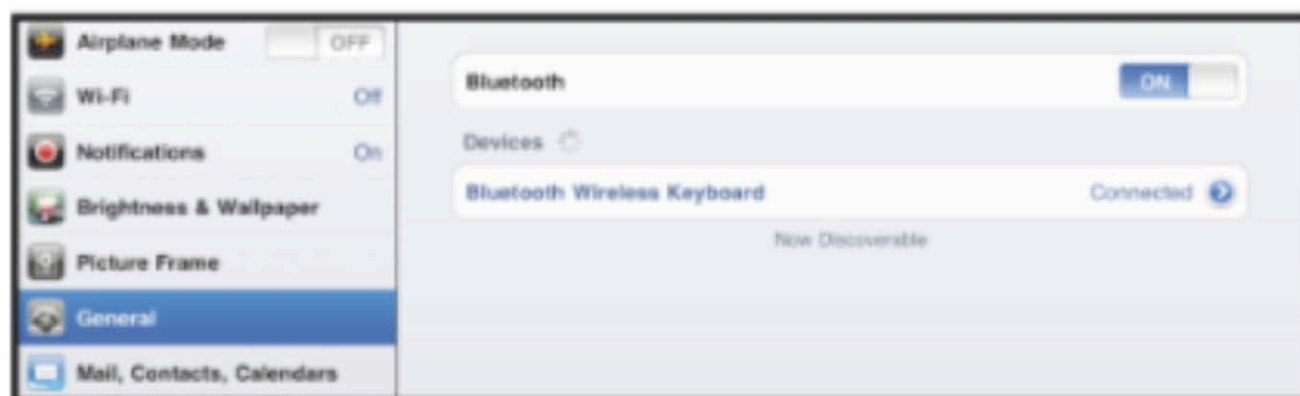 Airplane Mode OFF
Wi-Fi Off
Notifications On
Brightness & Wallpaper
Picture Frame
General
Mail, Contacts, Calendars
Bluetooth ON
Devices
Bluetooth Wireless Keyboard Connected
Now Discoverable